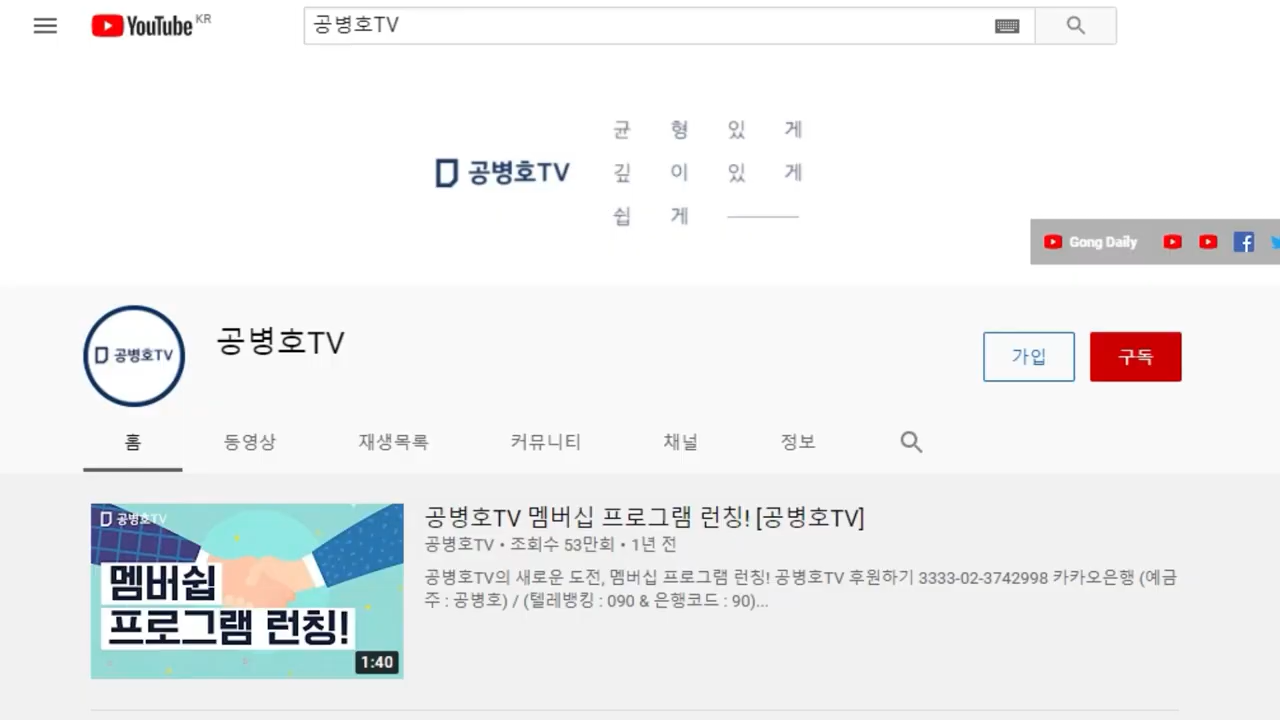 YouTube KR
공병호TV
균 형 있 게
공병호TV
깊 이 있 게
쉽 게
Gong Daily
공병호TV
공병호TV
가입
구독
홈
동영상
재생목록
커뮤니티
채널
정보
공병호TV
멤버쉽
프로그램 런칭!
1:40
공병호TV 멤버십 프로그램 런칭! [공병호TV]
공병호TV • 조회수 53만회 • 1년 전
공병호TV의 새로운 도전, 멤버십 프로그램 런칭! 공병호TV 후원하기 3333-02-3742998 카카오은행 (예금
주 : 공병호) / (텔레뱅킹 : 090 & 은행코드 : 90)...